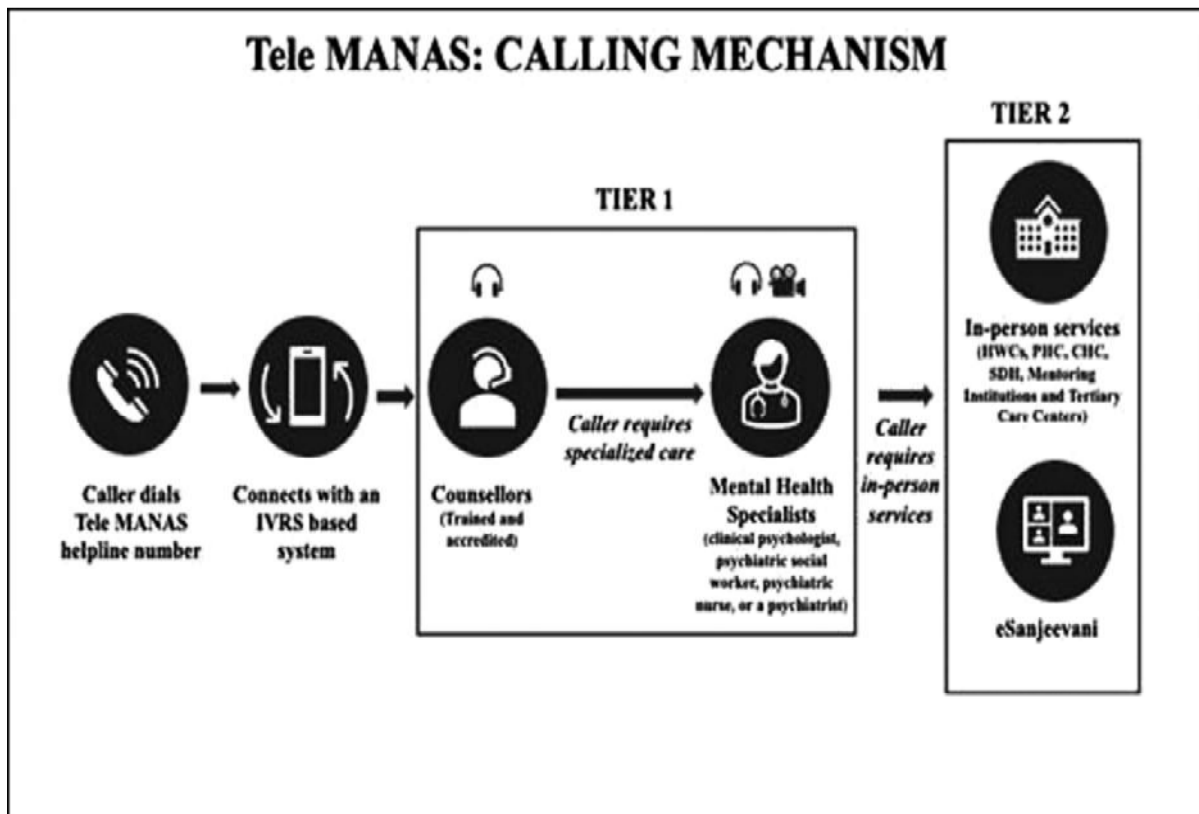 Tele MANAS: CALLING MECHANISM
TIER 2
TIER 1
Caller dials
Tele MANAS
helpline number
Connects with an
IVRS based
system
Counsellors
(Trained and
accredited)
Caller requires
specialized care
Mental Health
Specialists
(clinical psychologist,
psychiatric social
worker, psychiatric
nurse, or a psychiatrist)
Caller
requires
in-person
services
In-person services
(HWCs, PHC, CHC,
SDH, Mentoring
Institutions and Tertiary
Care Centers)
eSanjeevani